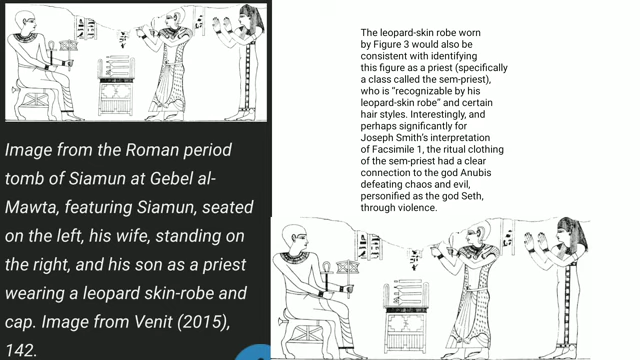 Image from the Roman period
tomb of Siamun at Gebel al-
Mawta, featuring Siamun, seated
on the left, his wife, standing on
the right, and his son as a priest
wearing a leopard skin-robe and
cap. Image from Venit (2015),
142.
The leopard-skin robe worn
by Figure 3 would also be
consistent with identifying
this figure as a priest (specifically
a class called the sem-priest),
who is “recognizable by his
leopard-skin robe” and certain
hair styles. Interestingly, and
perhaps significantly for
Joseph Smith’s interpretation
of Facsimile 1, the ritual clothing
of the sem-priest had a clear
connection to the god Anubis
defeating chaos and evil,
personified as the god Seth,
through violence.